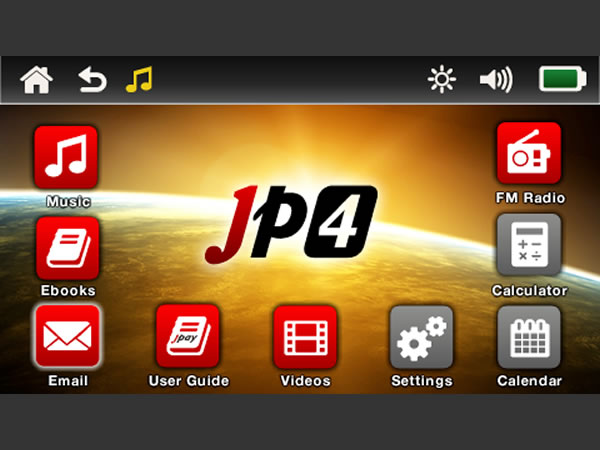 Music
FM Radio
JP4
Ebooks
Calculator
Jpay
Email
User Guide
Videos
Settings
Calendar